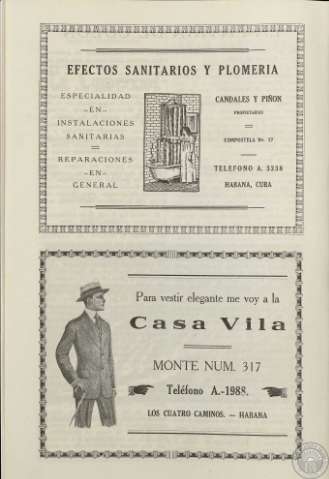 EFECTOS SANITARIOS Y PLOMERIA
ESPECIALIDAD
-EN-
INSTALACIONES
SANITARIAS
REPARACIONES
-EN-
GENERAL
CANDALES Y PIÑON
PROPIETARIOS
COMPOSTELA No. 17
TELEFONO A. 3238
HABANA, CUBA
Para vestir elegante me voy a la
Casa Vila
MONTE NUM. 317
Teléfono A.-1988.
LOS CUATRO CAMINOS. — HABANA